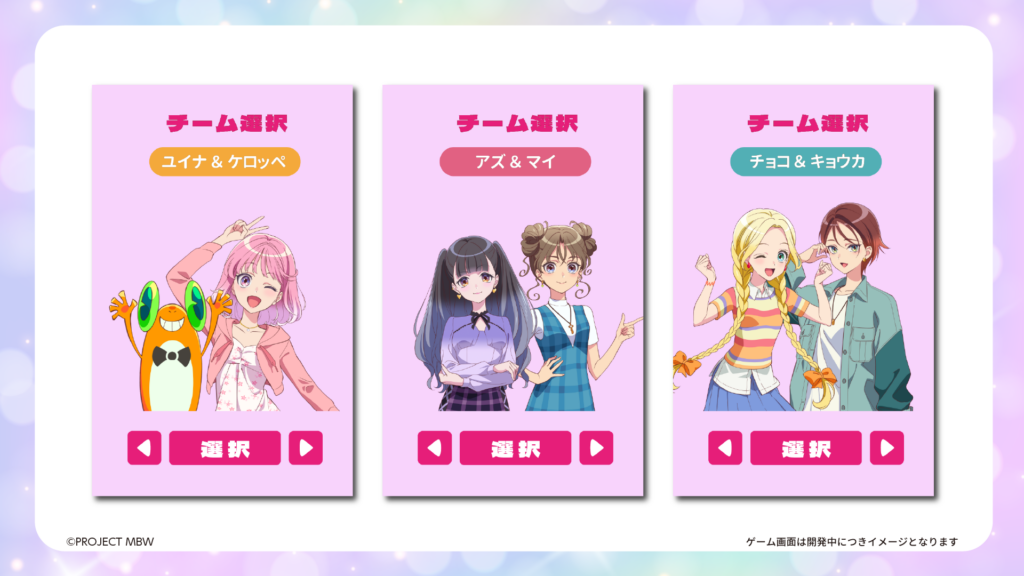 チーム選択
ユイナ & ケロッペ
選択
チーム選択
アズ & マイ
選択
チーム選択
チョコ & キョウカ
選択
©PROJECT MBW
ゲーム画面は開発中につきイメージとなります